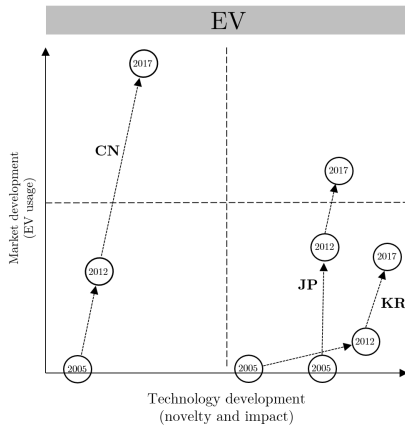 EV
2017
CN
2017
2012
2012
2017
JP
KR
2012
2005
2005
2005
Market development
(EV usage)
Technology development
(novelty and impact)